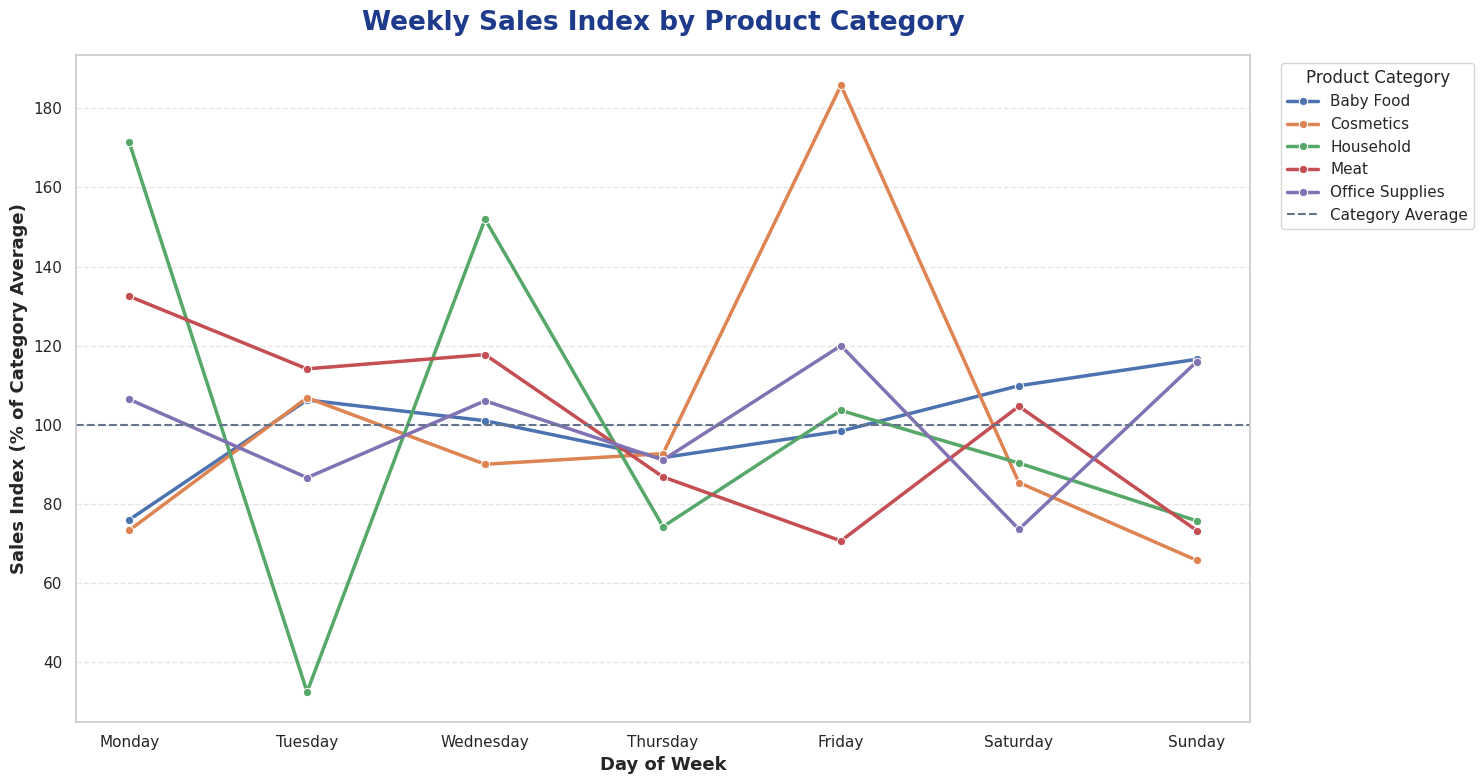 Weekly Sales Index by Product Category
Sales Index (% of Category Average)
180
160
140
120
100
80
60
40
Monday Tuesday Wednesday Thursday Friday Saturday Sunday
Day of Week
Product Category
Baby Food
Cosmetics
Household
Meat
Office Supplies
Category Average